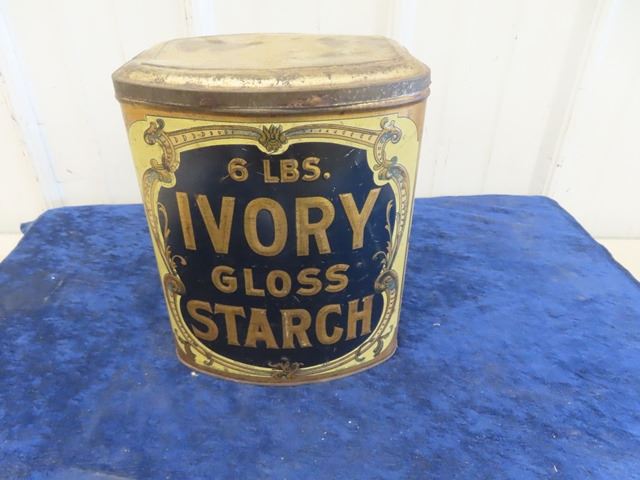 6 LBS.
IVORY
GLOSS
STARCH